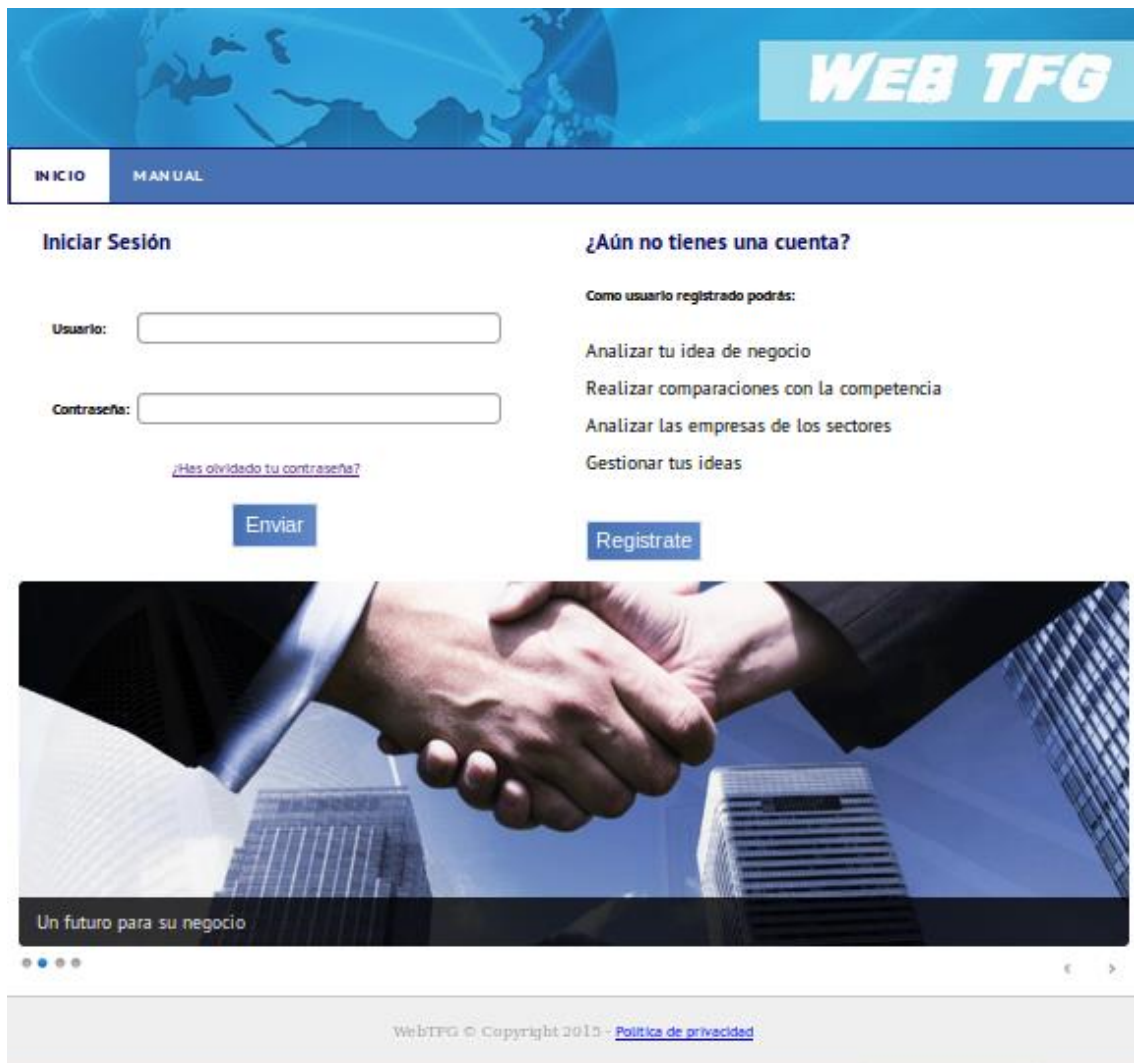 WEB TFG
INICIO
MANUAL
Iniciar Sesión
Usuario:
Contraseña:
¿Has olvidado tu contraseña?
Enviar
¿Aún no tienes una cuenta?
Como usuario registrado podrás:
Analizar tu idea de negocio
Realizar comparaciones con la competencia
Analizar las empresas de los sectores
Gestionar tus ideas
Registrate
Un futuro para su negocio
WebTFG © Copyright 2015 - Política de privacidad